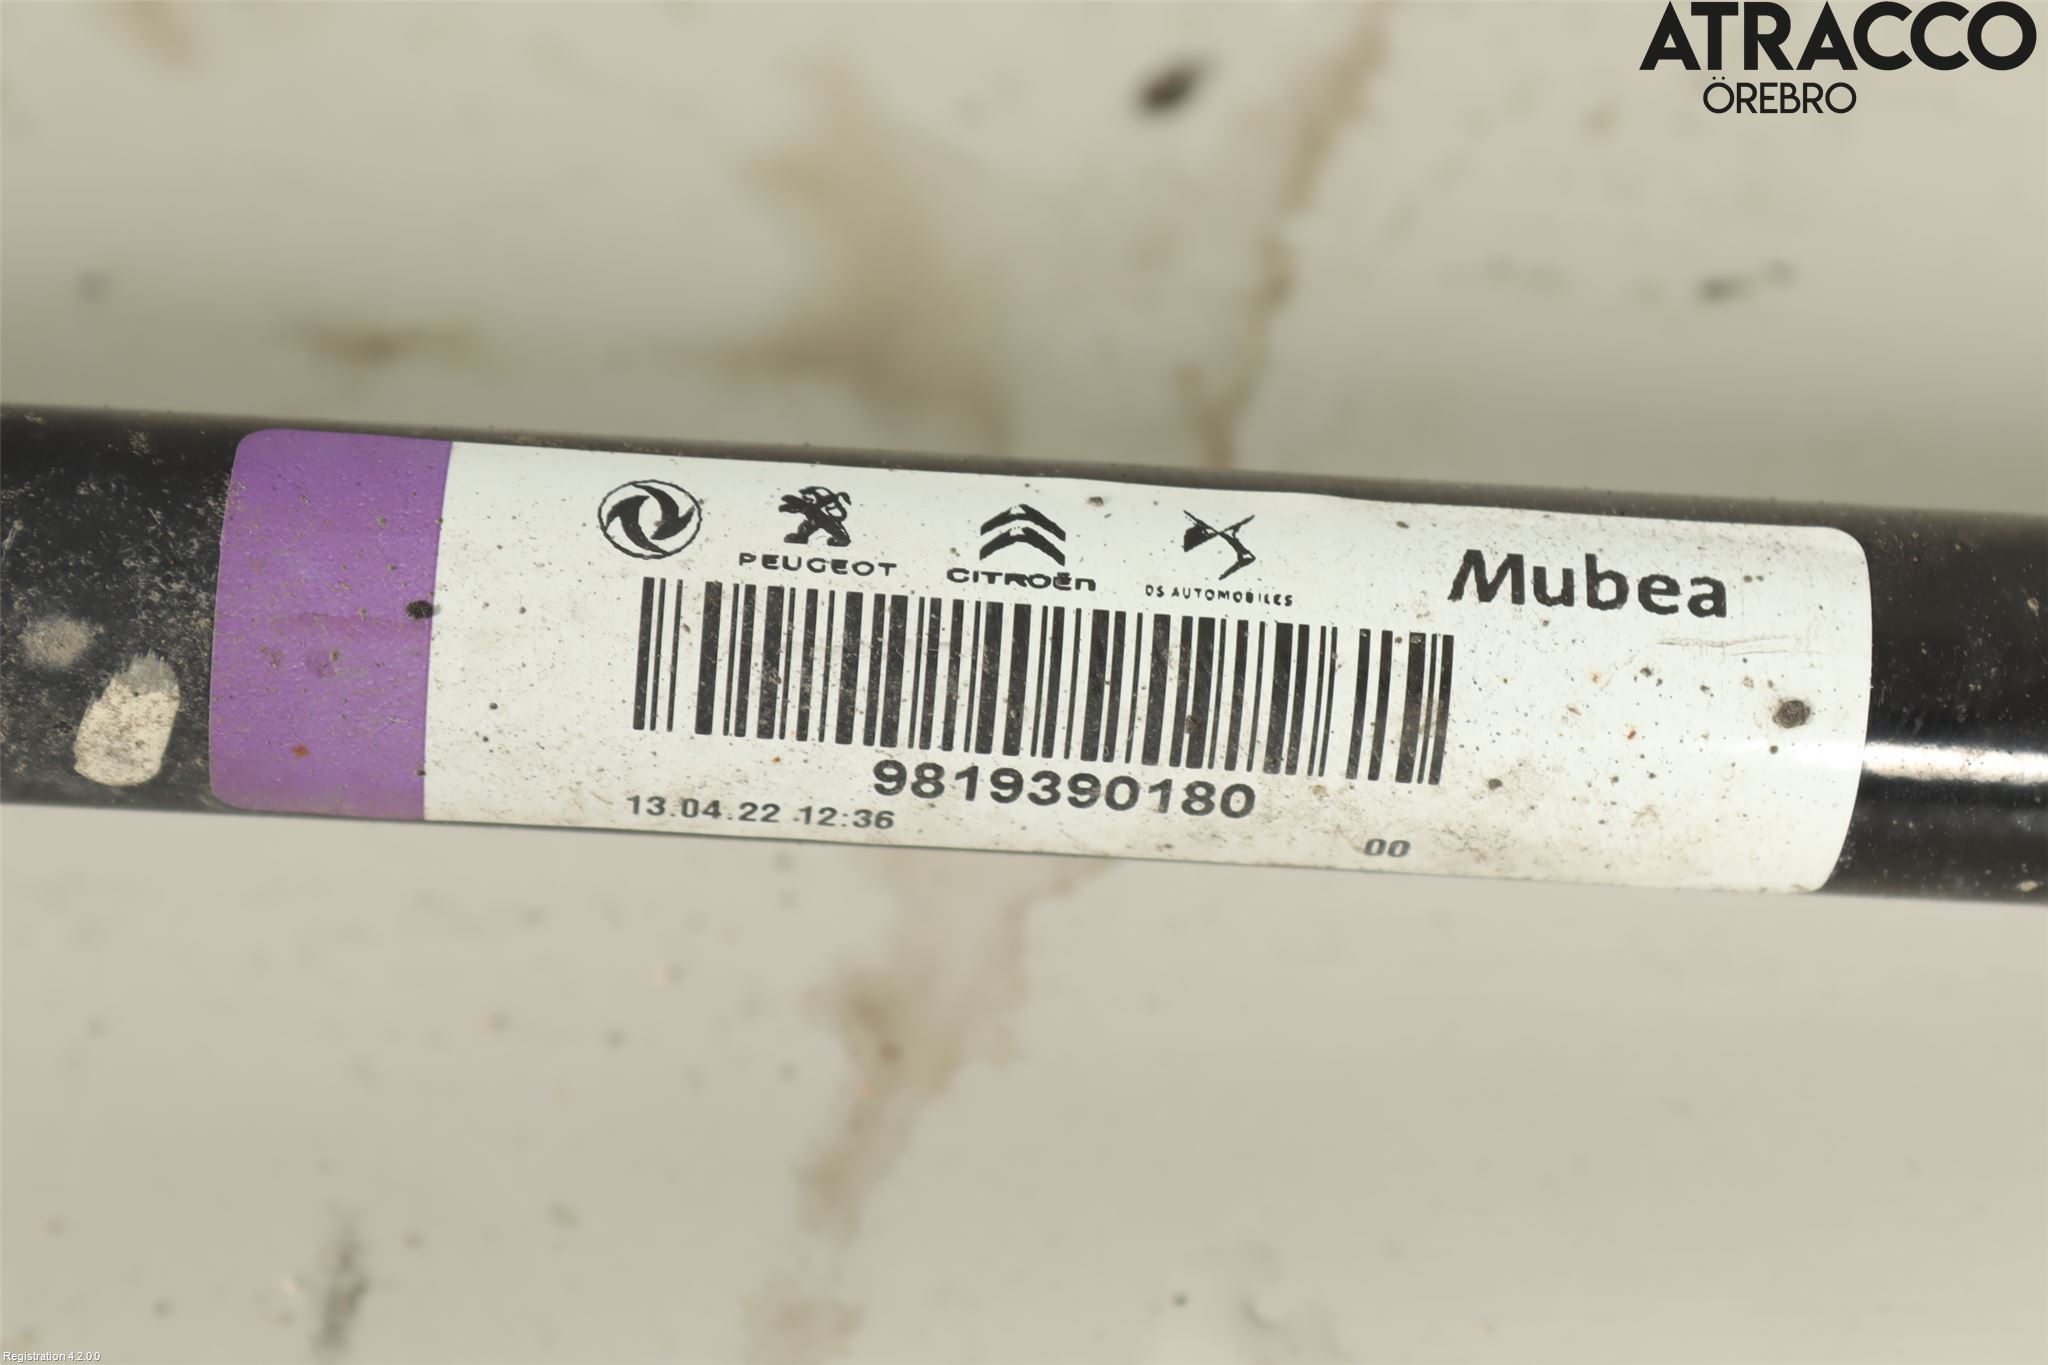 ATRACCO
ÖREBRO
PEUGEOT
CITROËn
DS AUTOMOBILES
Mubea
9819390180
13.04.22 12:36
00
Registration 4.2.0.0